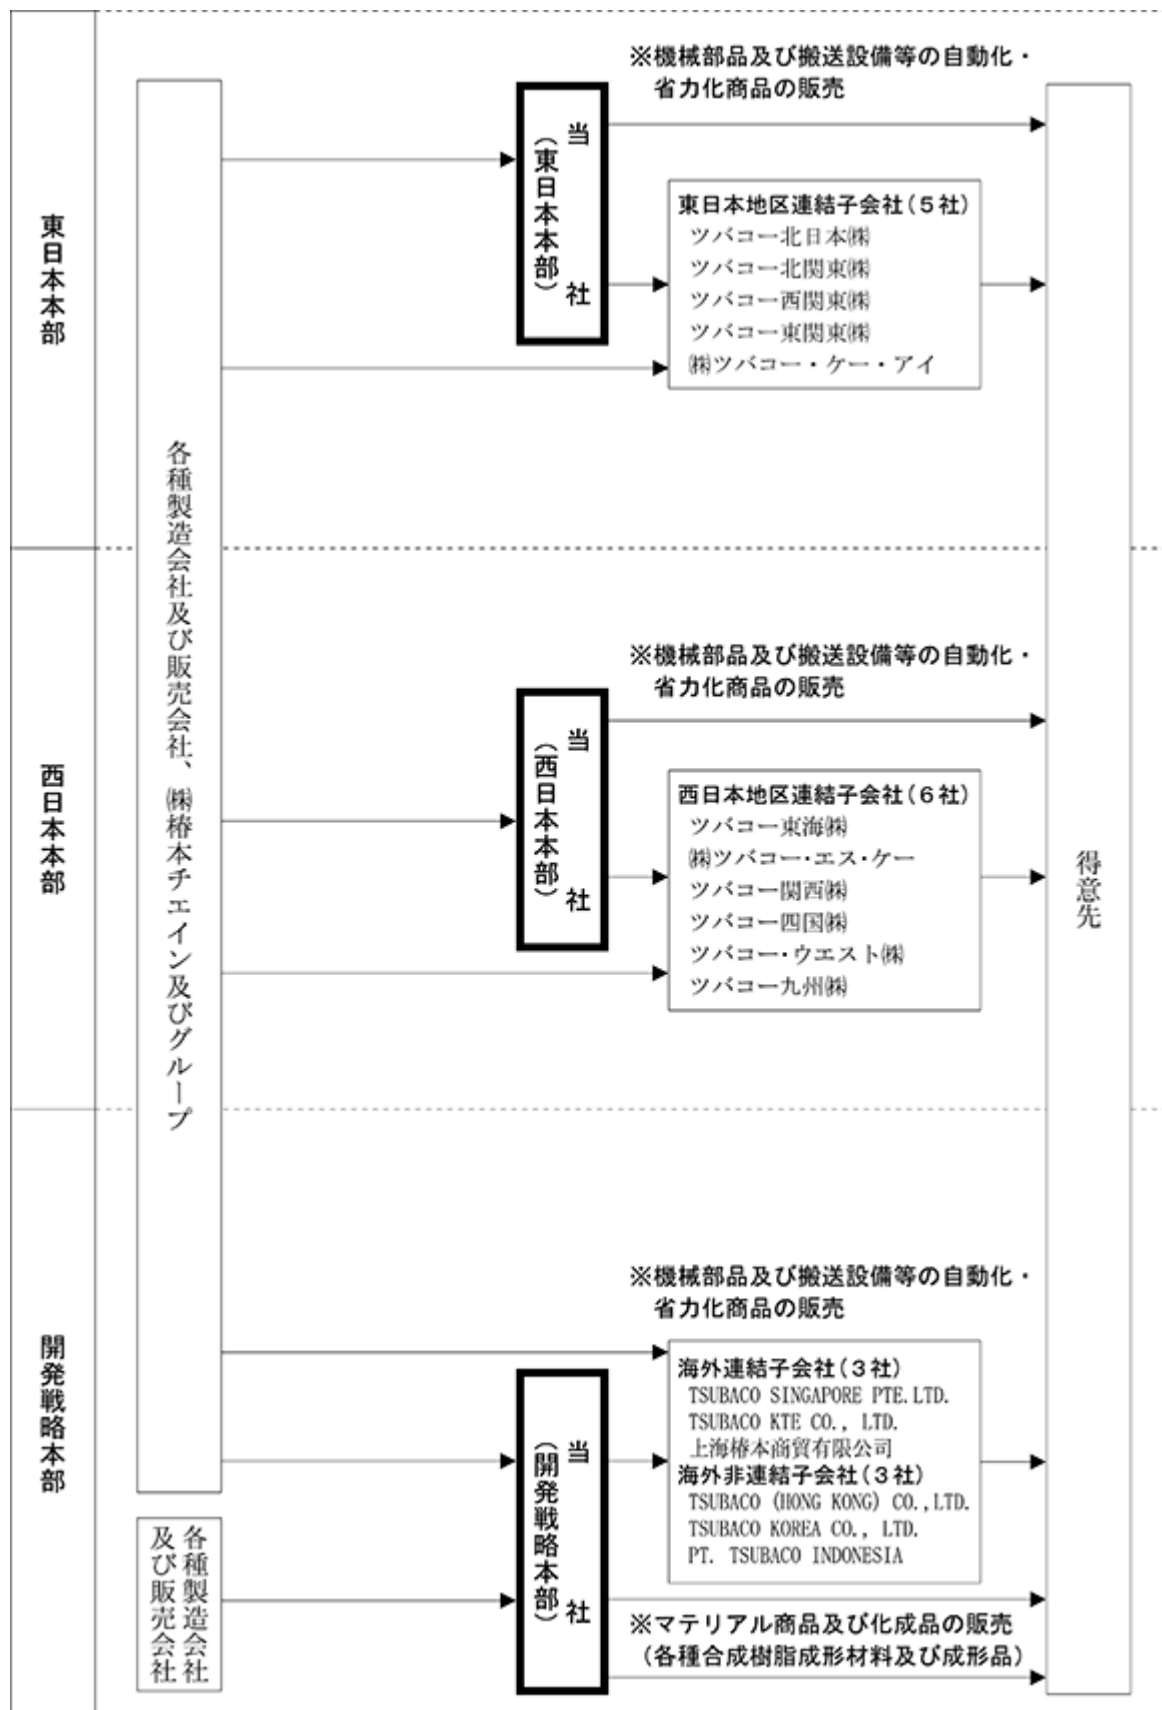 東日本本部
各種製造会社及び販売会社、㈱椿本チエイン及びグループ
当社
(東日本本部)
※機械部品及び搬送設備等の自動化・
省力化商品の販売
東日本地区連結子会社(5社)
ツバコー北日本㈱
ツバコー北関東㈱
ツバコー西関東㈱
ツバコー東関東㈱
㈱ツバコー・ケー・アイ
得意先
西日本本部
当社
(西日本本部)
※機械部品及び搬送設備等の自動化・
省力化商品の販売
西日本地区連結子会社(6社)
ツバコー東海㈱
㈱ツバコー・エス・ケー
ツバコー関西㈱
ツバコー四国㈱
ツバコー・ウエスト㈱
ツバコー九州㈱
開発戦略本部
各種製造会社
及び販売会社
当社
(開発戦略本部)
※機械部品及び搬送設備等の自動化・
省力化商品の販売
海外連結子会社(3社)
TSUBACO SINGAPORE PTE.LTD.
TSUBACO KTE CO., LTD.
上海椿本商貿有限公司
海外非連結子会社(3社)
TSUBACO (HONG KONG) CO.,LTD.
TSUBACO KOREA CO., LTD.
PT. TSUBACO INDONESIA
※マテリアル商品及び化成品の販売
(各種合成樹脂成形材料及び成形品)